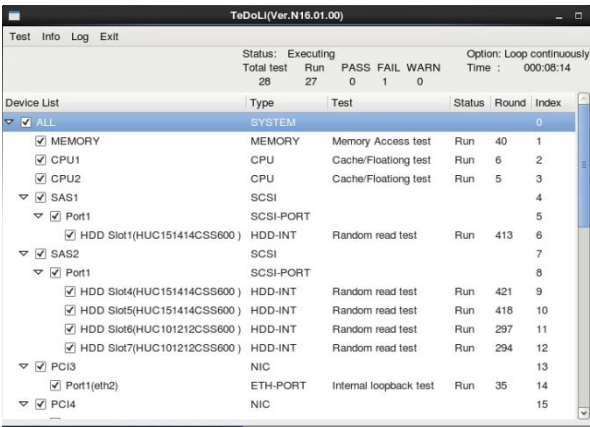 TeDoLi(Ver.N16.01.00)
Test Info Log Exit
Status: Executing Option: Loop continuously
Total test Run PASS FAIL WARN Time : 000:08:14
28 27 0 1 0
Device List Type Test Status Round Index
ALL SYSTEM 0
MEMORY MEMORY Memory Access test Run 40 1
CPU1 CPU Cache/Floationg test Run 6 2
CPU2 CPU Cache/Floationg test Run 5 3
SAS1 SCSI 4
Port1 SCSI-PORT 5
HDD Slot1(HUC151414CSS600 ) HDD-INT Random read test Run 413 6
SAS2 SCSI 7
Port1 SCSI-PORT 8
HDD Slot4(HUC151414CSS600 ) HDD-INT Random read test Run 421 9
HDD Slot5(HUC151414CSS600 ) HDD-INT Random read test Run 418 10
HDD Slot6(HUC101212CSS600 ) HDD-INT Random read test Run 297 11
HDD Slot7(HUC101212CSS600 ) HDD-INT Random read test Run 294 12
PCI3 NIC 13
Port1(eth2) ETH-PORT Internal loopback test Run 35 14
PCI4 NIC 15